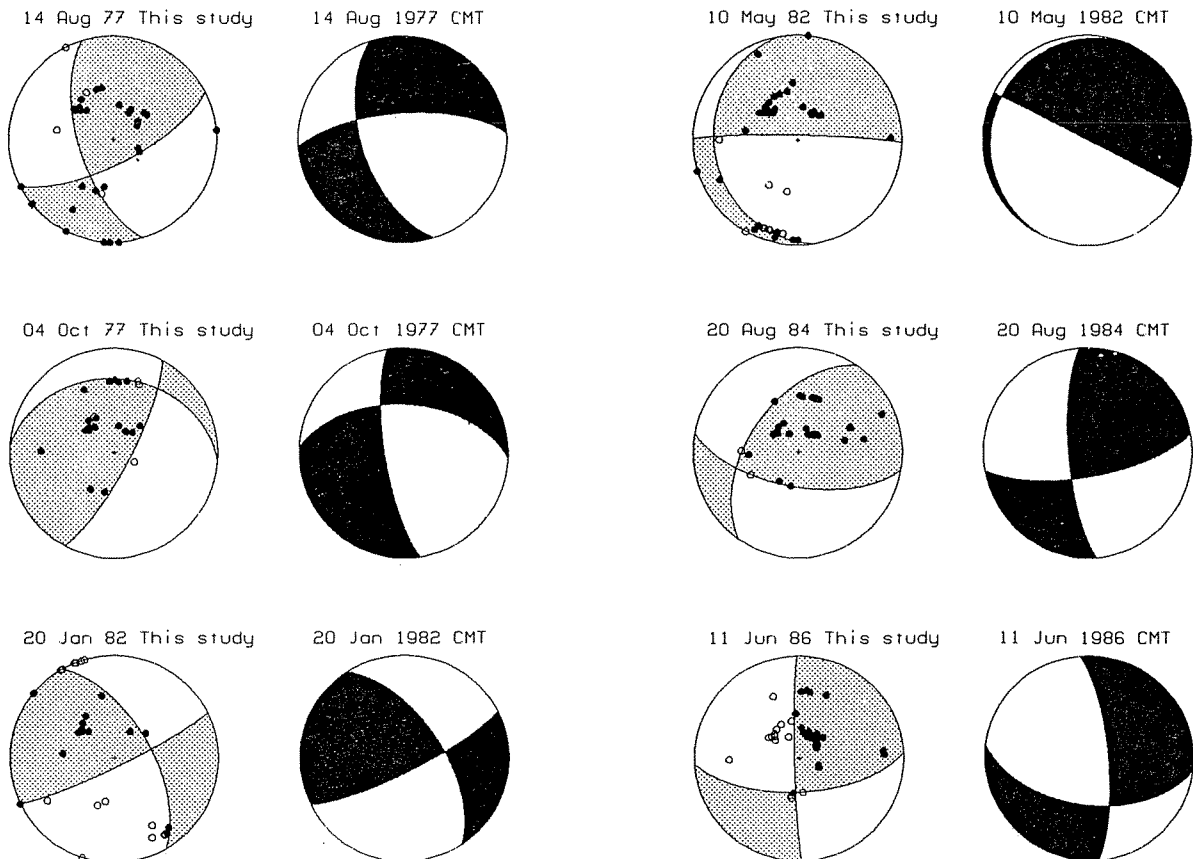 14 Aug 77 This study
14 Aug 1977 CMT
10 May 82 This study
10 May 1982 CMT
04 Oct 77 This study
04 Oct 1977 CMT
20 Aug 84 This study
20 Aug 1984 CMT
20 Jan 82 This study
20 Jan 1982 CMT
11 Jun 86 This study
11 Jun 1986 CMT